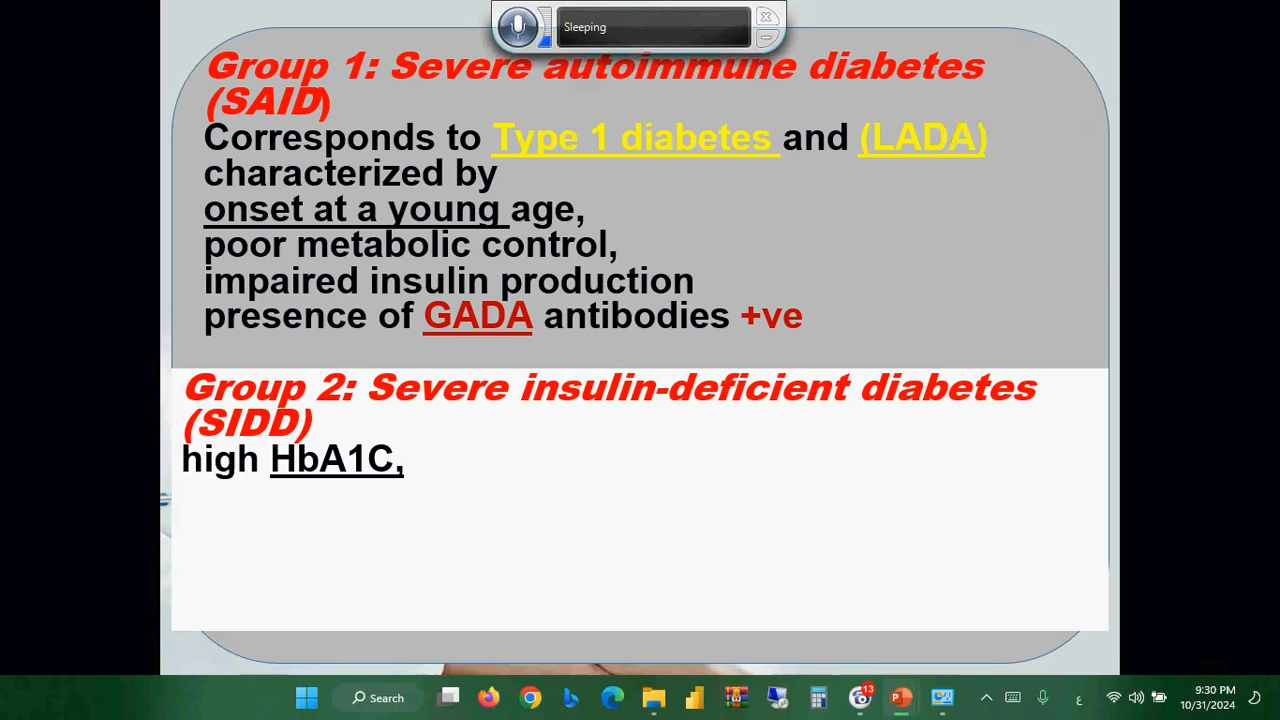 Sleeping
Group 1: Severe autoimmune diabetes
(SAID)
Corresponds to Type 1 diabetes and (LADA)
characterized by
onset at a young age,
poor metabolic control,
impaired insulin production
presence of GADA antibodies +ve
Group 2: Severe insulin-deficient diabetes
(SIDD)
high HbA1C,
Search
13
ع
9:30 PM
10/31/2024